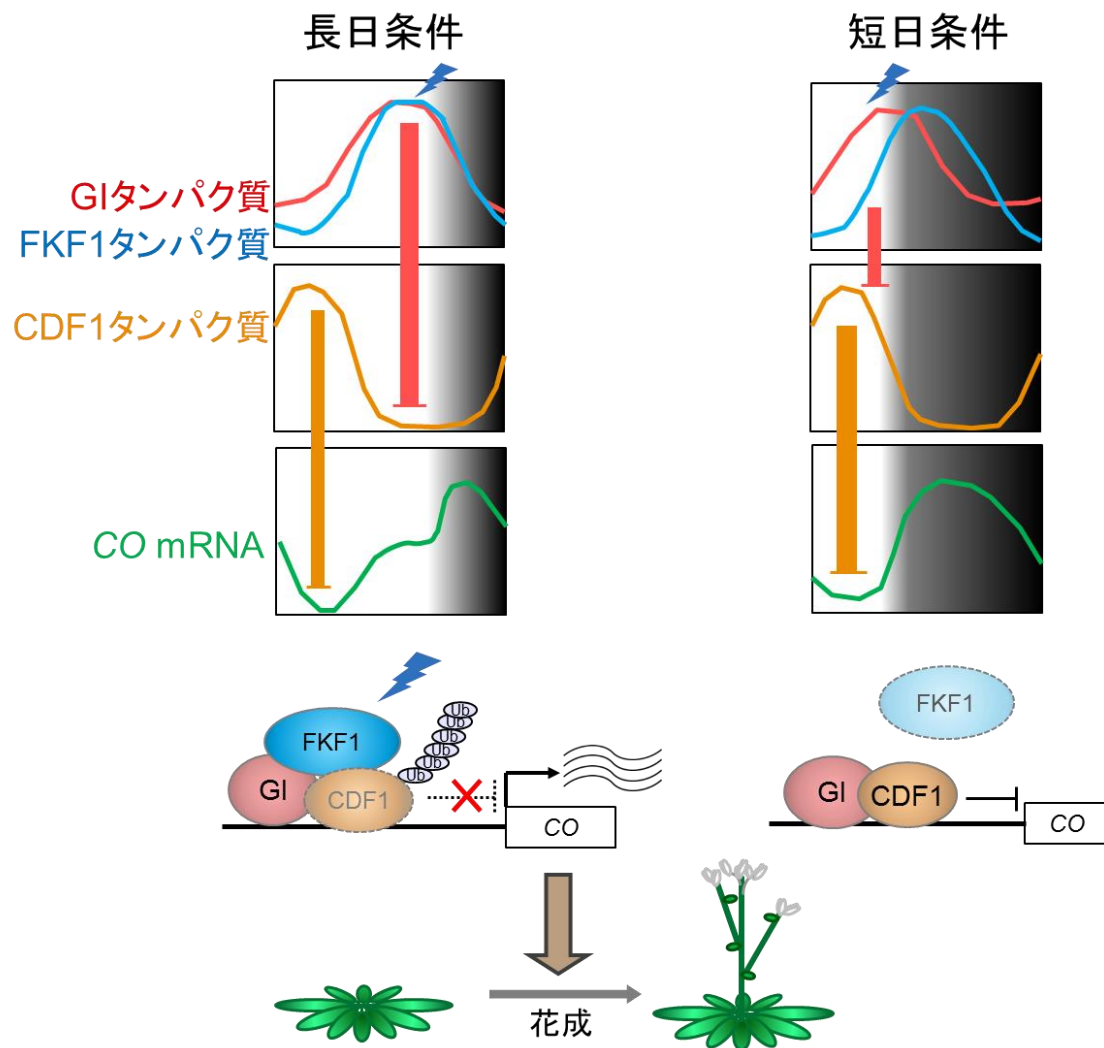 長日条件
短日条件
GIタンパク質
FKF1タンパク質
CDF1タンパク質
CO mRNA
FKF1
GI
CDF1
Ub
Ub
Ub
Ub
Ub
Ub
CO
FKF1
GI
CDF1
CO
花成